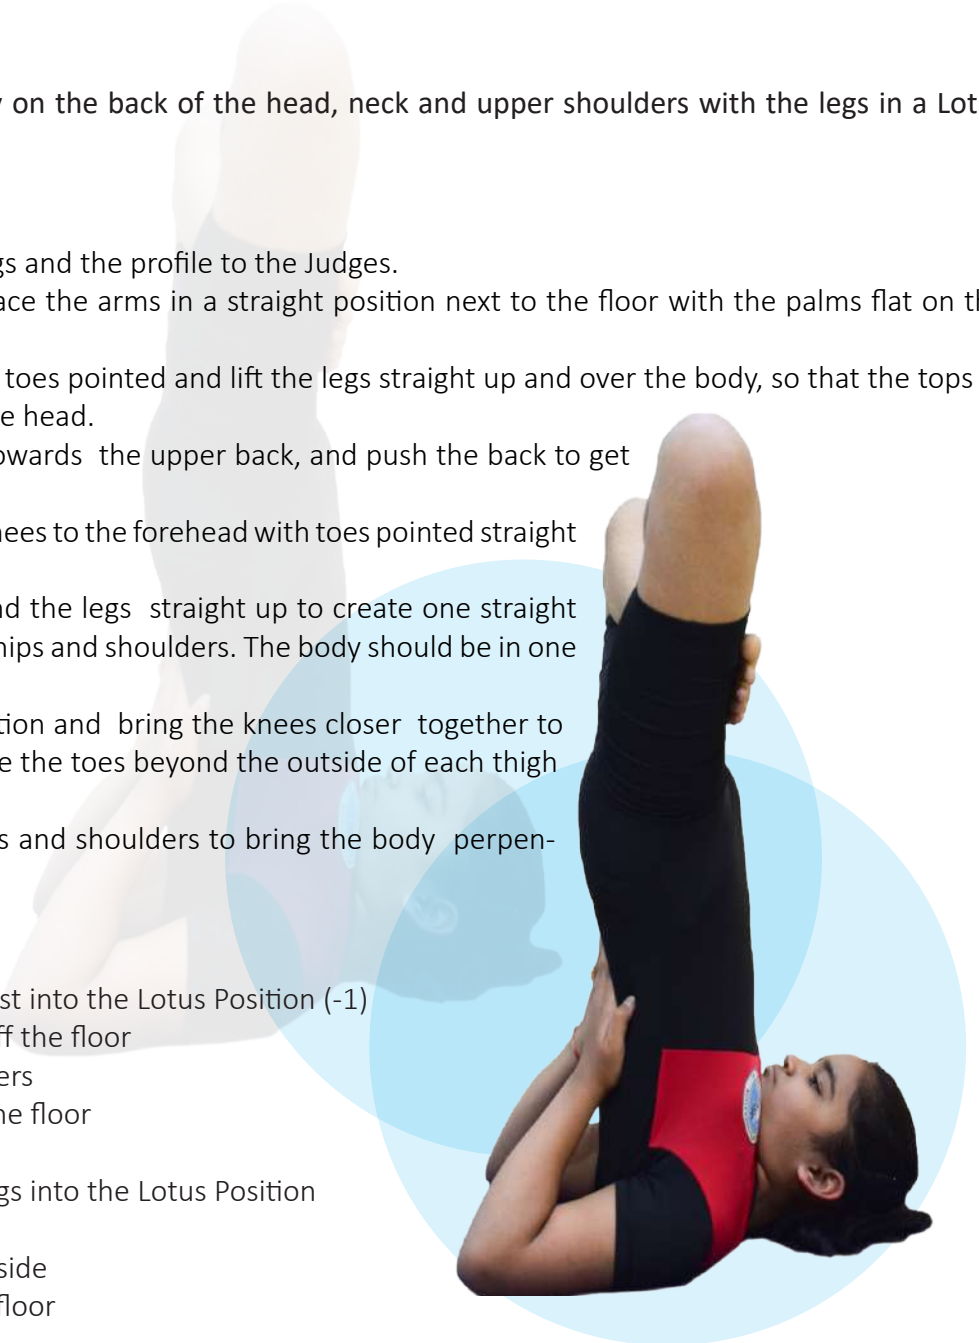 on the back of the head, neck and upper shoulders with the legs in a Lot
gs and the profile to the Judges.
ace the arms in a straight position next to the floor with the palms flat on th
toes pointed and lift the legs straight up and over the body, so that the tops
e head.
owards the upper back, and push the back to get
nees to the forehead with toes pointed straight
nd the legs straight up to create one straight
hips and shoulders. The body should be in one
tion and bring the knees closer together to
e the toes beyond the outside of each thigh
s and shoulders to bring the body perpen-
st into the Lotus Position (-1)
ff the floor
ers
he floor
gs into the Lotus Position
side
floor